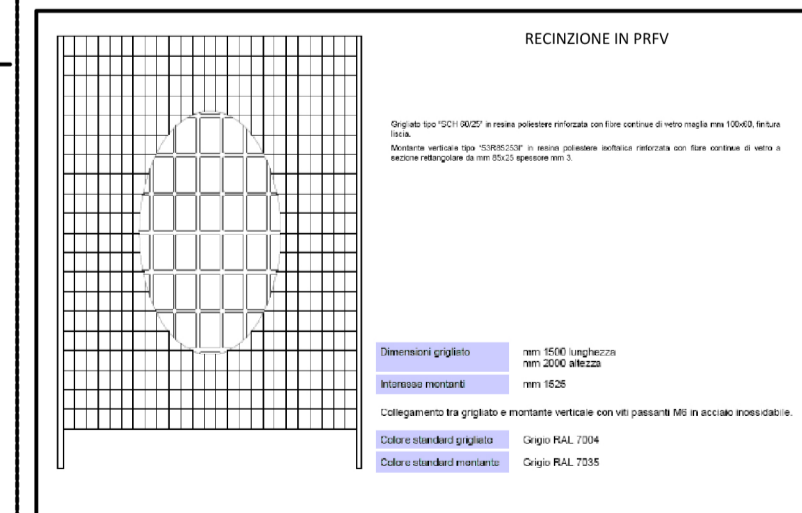 RECINZIONE IN PRFV
Grigliato tipo "SCH 60/25" in resina poliestere rinforzata con fibre continue di vetro maglia mm 100x60, finitura
liscia.
Montante verticale tipo "S3R85253I" in resina poliestere isoftalica rinforzata con fibre continue di vetro a
sezione rettangolare da mm 85x25 spessore mm 3.
Dimensioni grigliato mm 1500 lunghezza
mm 2000 altezza
Interasse montanti mm 1525
Collegamento tra grigliato e montante verticale con viti passanti M6 in acciaio inossidabile.
Colore standard grigliato Grigio RAL 7004
Colore standard montante Grigio RAL 7035